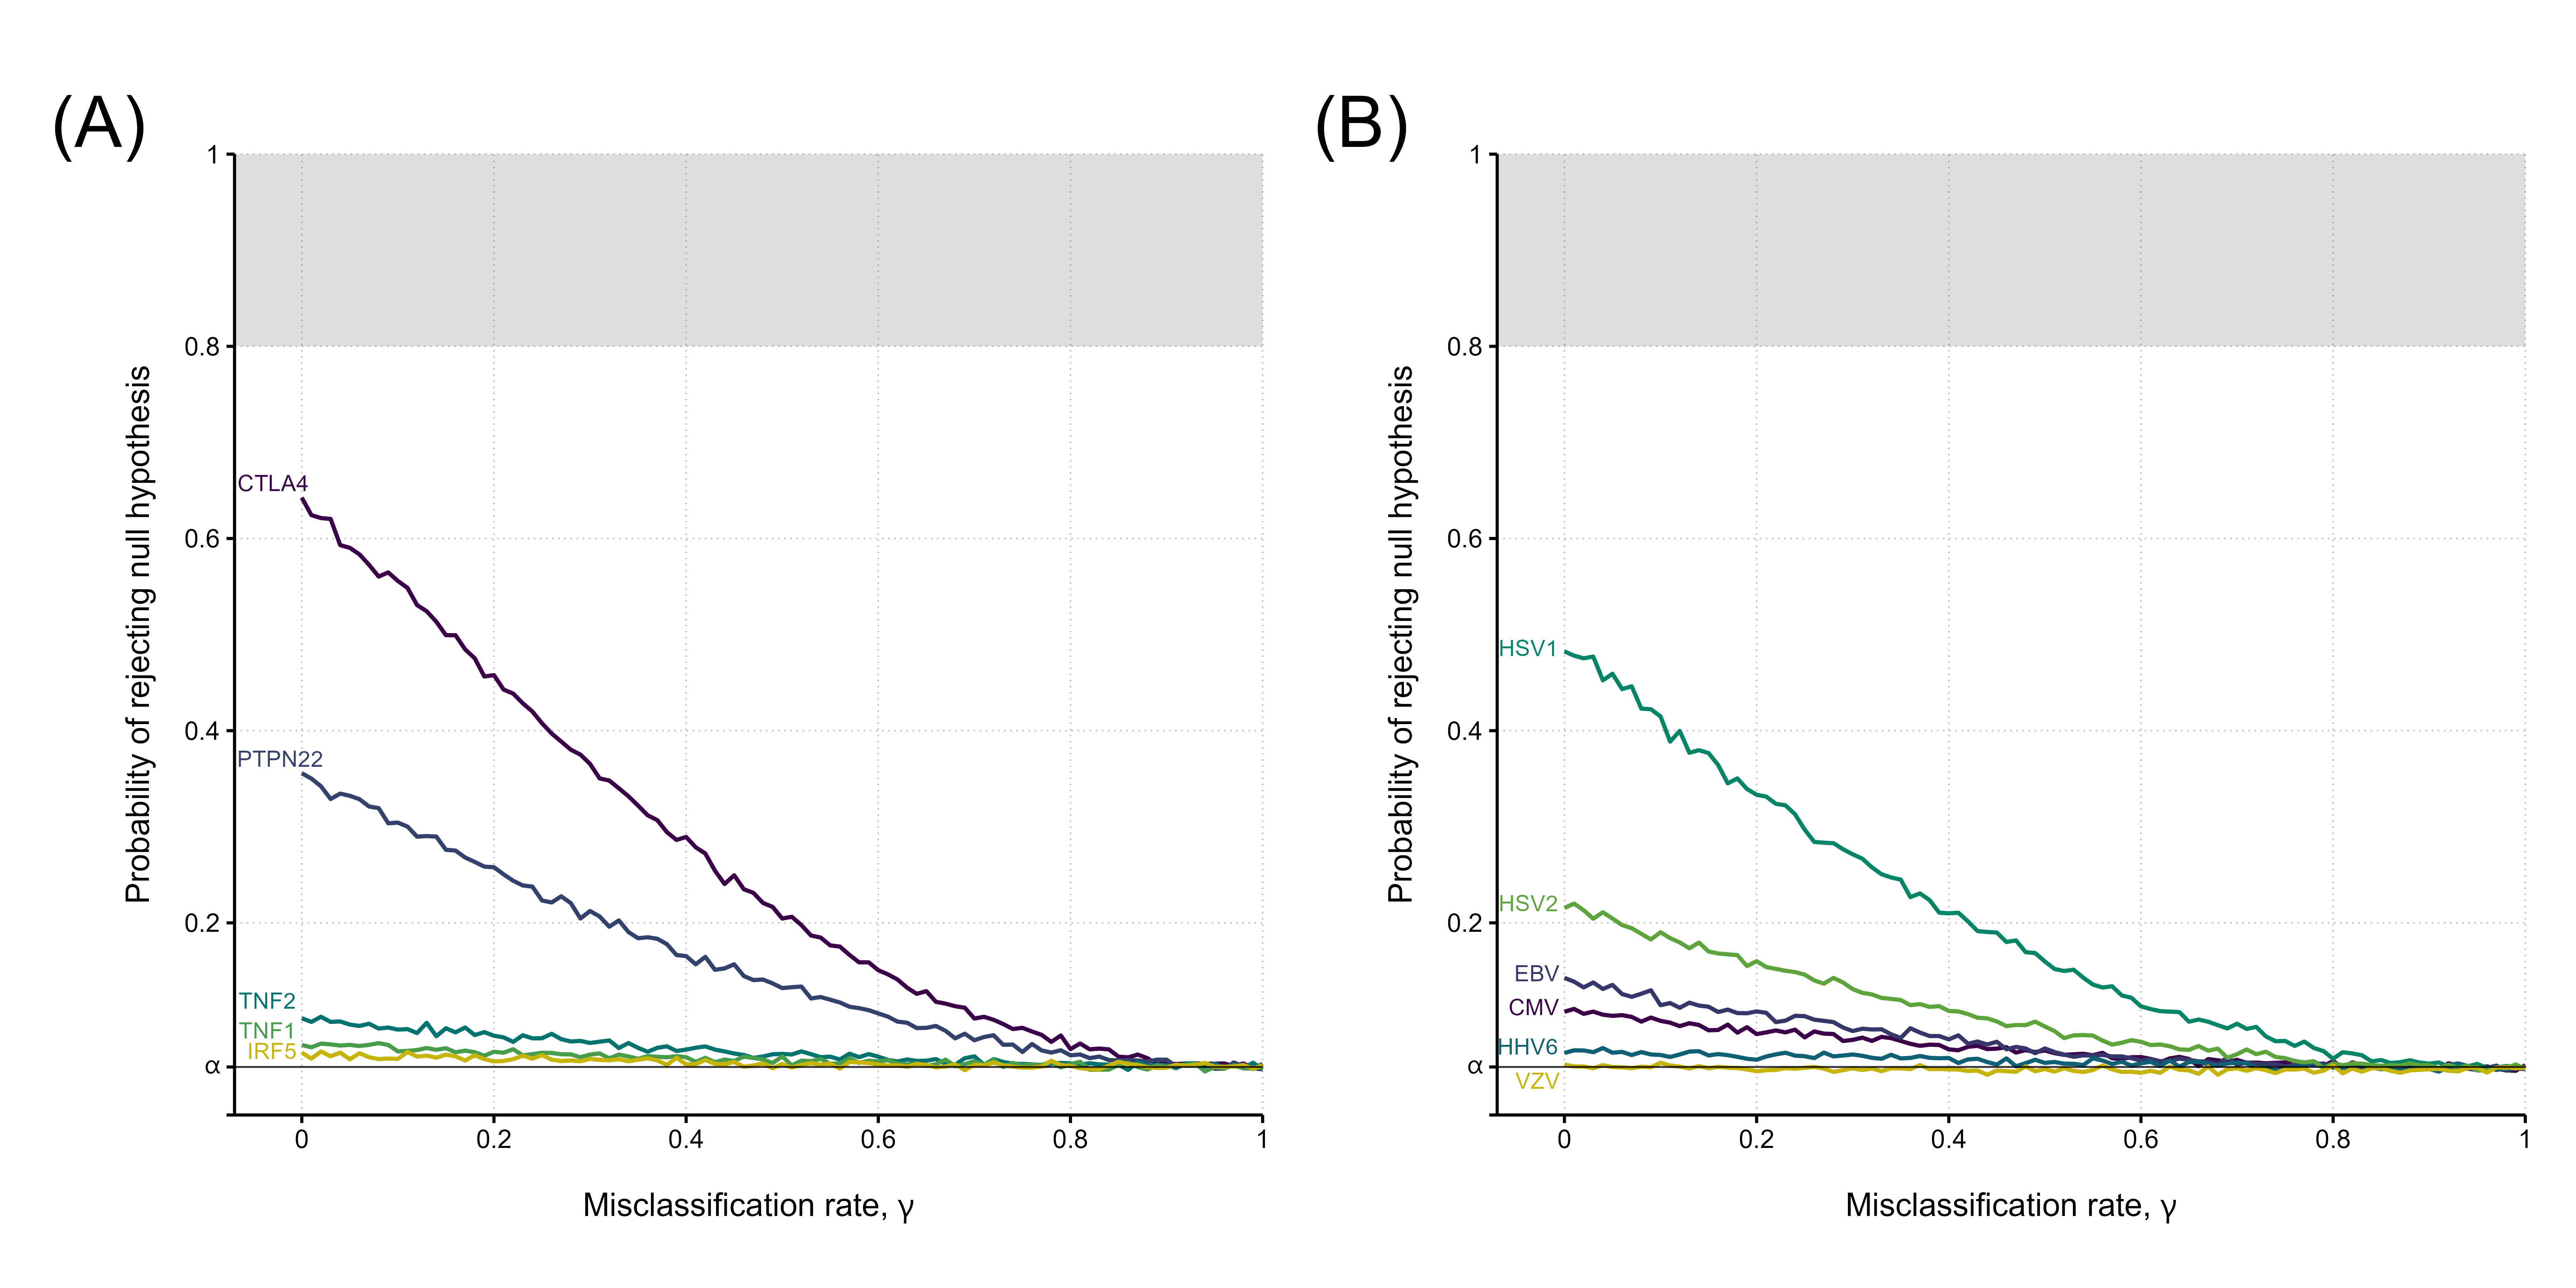 (A)
Probability of rejecting null hypothesis
1
0.8
0.6
0.4
0.2
α
CTLA4
PTPN22
TNF2
TNF1
IRF5
0 0.2 0.4 0.6 0.8 1
Misclassification rate, γ
(B)
Probability of rejecting null hypothesis
1
0.8
0.6
0.4
0.2
α
HSV1
HSV2
EBV
CMV
HHV6
VZV
0 0.2 0.4 0.6 0.8 1
Misclassification rate, γ